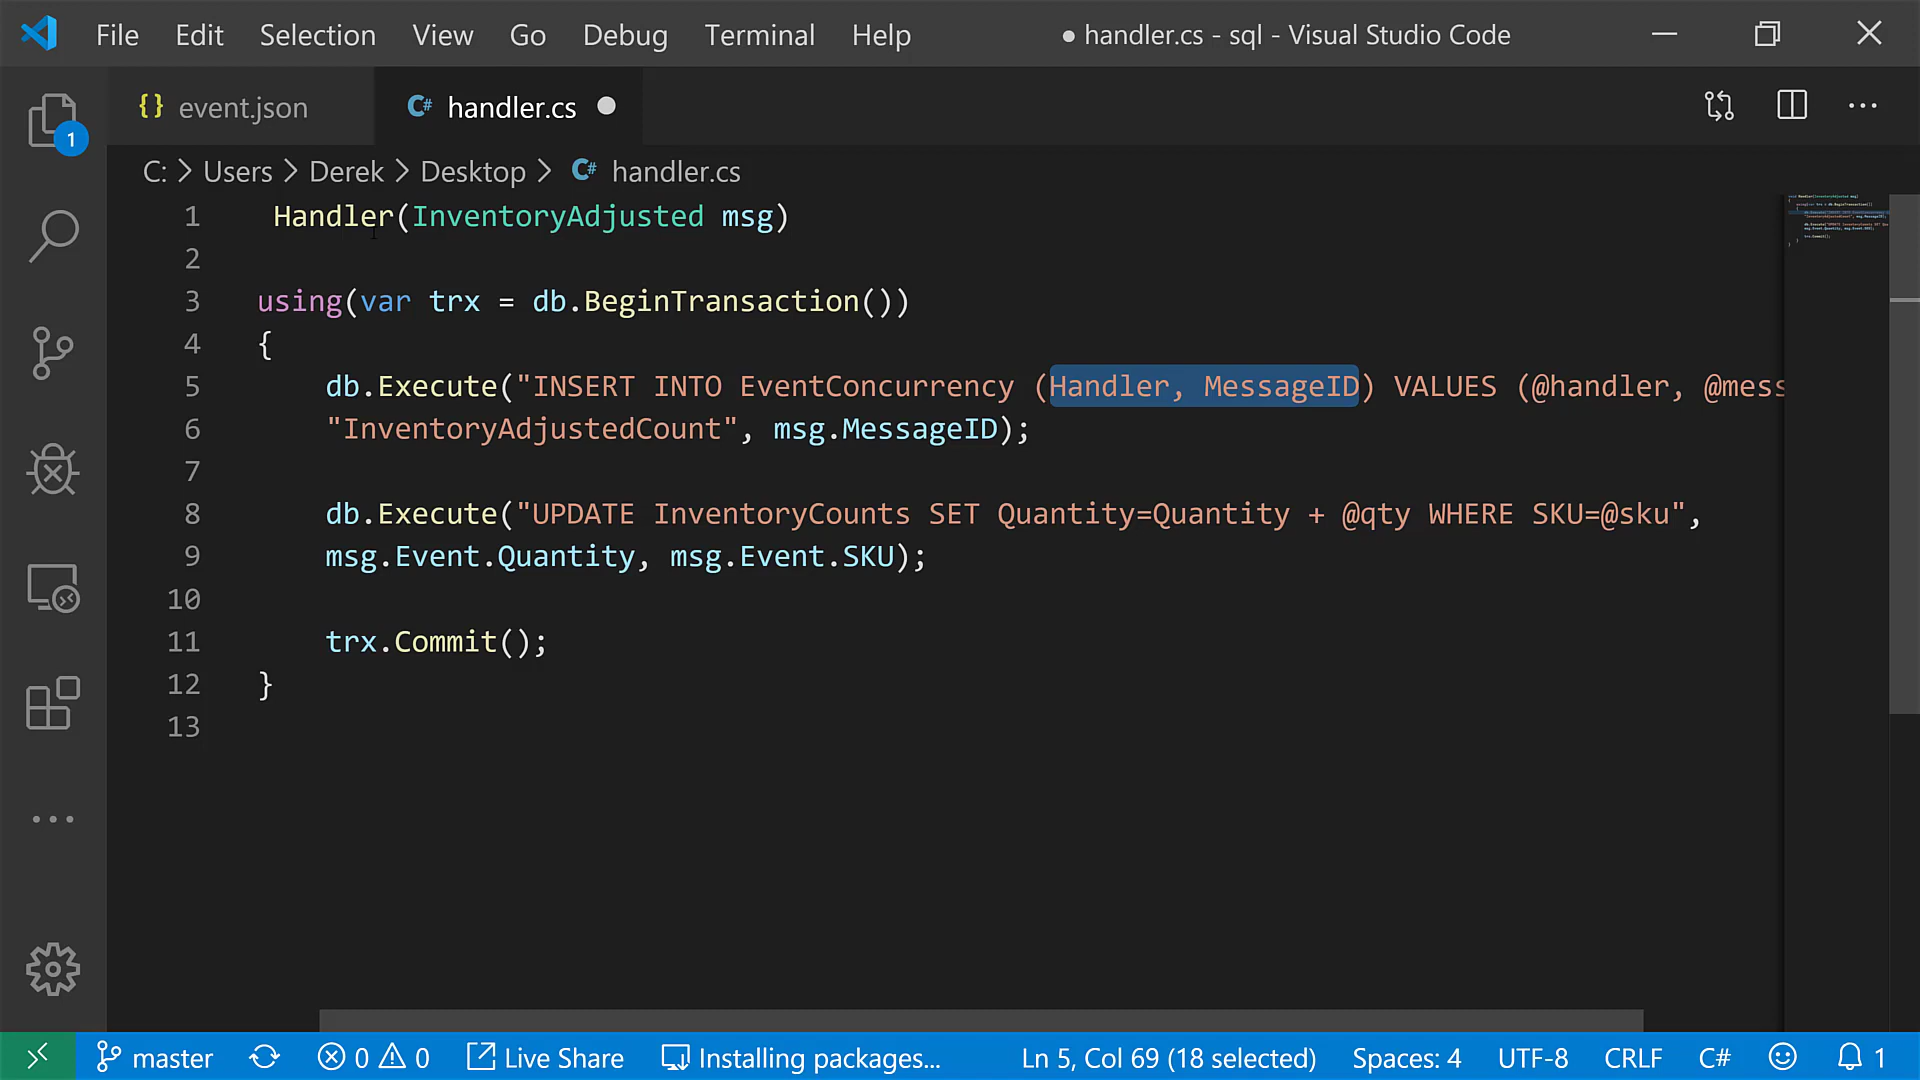 File Edit Selection View Go Debug Terminal Help ● handler.cs - sql - Visual Studio Code
{} event.json C# handler.cs ●
C: > Users > Derek > Desktop > C# handler.cs
1 Handler(InventoryAdjusted msg)
2
3 using(var trx = db.BeginTransaction())
4 {
5 db.Execute("INSERT INTO EventConcurrency (Handler, MessageID) VALUES (@handler, @mess
6 "InventoryAdjustedCount", msg.MessageID);
7
8 db.Execute("UPDATE InventoryCounts SET Quantity=Quantity + @qty WHERE SKU=@sku",
9 msg.Event.Quantity, msg.Event.SKU);
10
11 trx.Commit();
12 }
13
1
master 0 0 Live Share Installing packages... Ln 5, Col 69 (18 selected) Spaces: 4 UTF-8 CRLF C# 1